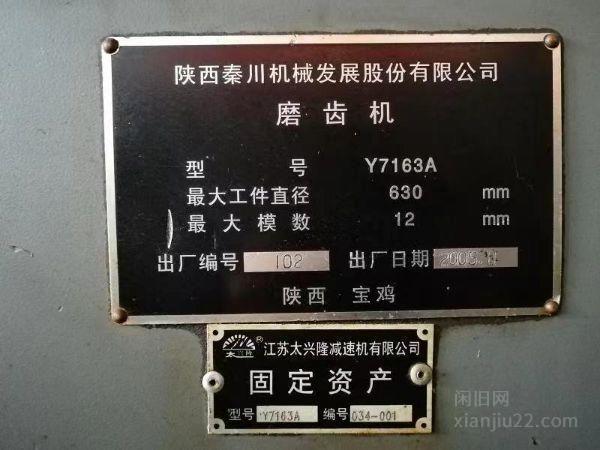 陕西秦川机械发展股份有限公司
磨齿机
型号 Y7163A
最大工件直径 630 mm
最大模数 12 mm
出厂编号 102 出厂日期
陕西 宝鸡
太兴隆 ® 江苏太兴隆减速机有限公司
固定资产
型号 Y7163A 编号 034-001
闲旧网
xianjiu22.com